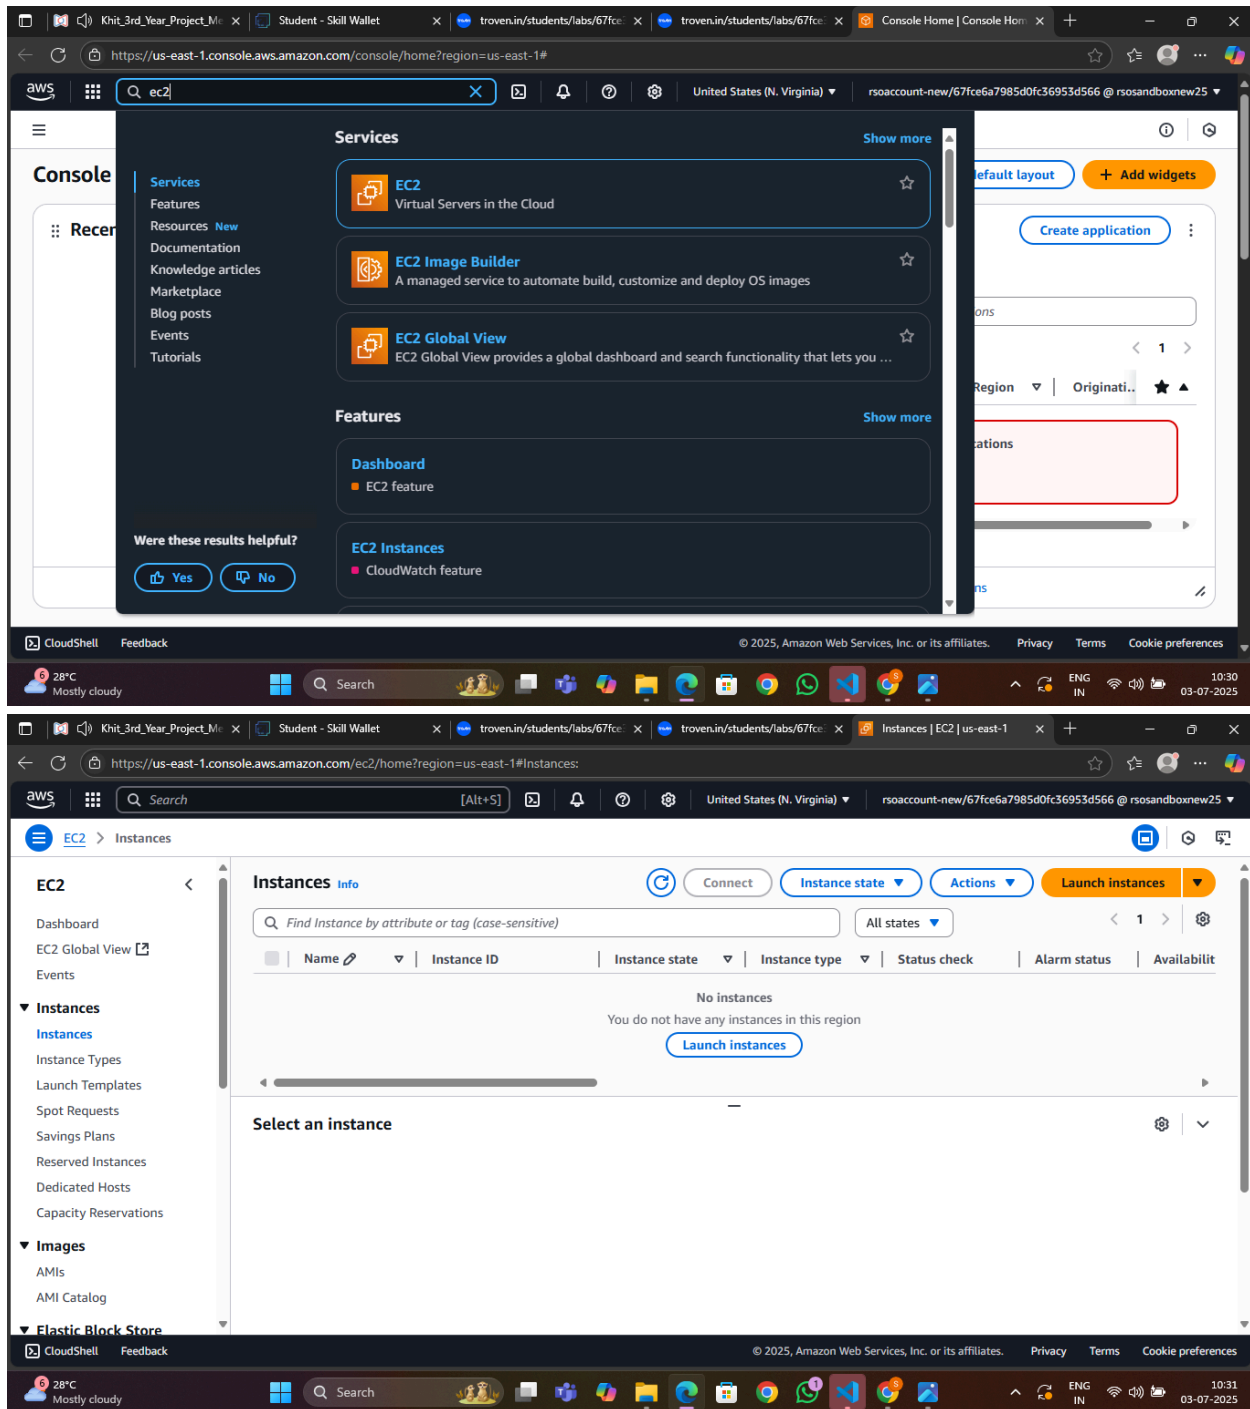 Khit_3rd_Year_Project_Me
Student - Skill Wallet
troven.in/students/labs/67fce
troven.in/students/labs/67fce
Console Home | Console Hom
https://us-east-1.console.aws.amazon.com/console/home?region=us-east-1#
aws
ec2
United States (N. Virginia)
rsoaccount-new/67fce6a7985d0fc36953d566 @ rsosandboxnew25
Console
efault layout
+ Add widgets
Recer
Create application
ons
1
Region
Originati..
cations
ns
Services
Features
Resources New
Documentation
Knowledge articles
Marketplace
Blog posts
Events
Tutorials
Were these results helpful?
Yes
No
Services
Show more
EC2
Virtual Servers in the Cloud
EC2 Image Builder
A managed service to automate build, customize and deploy OS images
EC2 Global View
EC2 Global View provides a global dashboard and search functionality that lets you ...
Features
Show more
Dashboard
EC2 feature
EC2 Instances
CloudWatch feature
CloudShell
Feedback
© 2025, Amazon Web Services, Inc. or its affiliates.
Privacy
Terms
Cookie preferences
6
28°C
Mostly cloudy
Search
ENG
IN
10:30
03-07-2025
Khit_3rd_Year_Project_Me
Student - Skill Wallet
troven.in/students/labs/67fce
troven.in/students/labs/67fce
Instances | EC2 | us-east-1
https://us-east-1.console.aws.amazon.com/ec2/home?region=us-east-1#Instances:
aws
Search
[Alt+S]
United States (N. Virginia)
rsoaccount-new/67fce6a7985d0fc36953d566 @ rsosandboxnew25
EC2 > Instances
EC2
Dashboard
EC2 Global View
Events
Instances
Instances
Instance Types
Launch Templates
Spot Requests
Savings Plans
Reserved Instances
Dedicated Hosts
Capacity Reservations
Images
AMIs
AMI Catalog
Elastic Block Store
Instances Info
Connect
Instance state
Actions
Launch instances
Find Instance by attribute or tag (case-sensitive)
All states
1
Name
Instance ID
Instance state
Instance type
Status check
Alarm status
Availabilit
No instances
You do not have any instances in this region
Launch instances
Select an instance
CloudShell
Feedback
© 2025, Amazon Web Services, Inc. or its affiliates.
Privacy
Terms
Cookie preferences
6
28°C
Mostly cloudy
Search
1
ENG
IN
10:31
03-07-2025